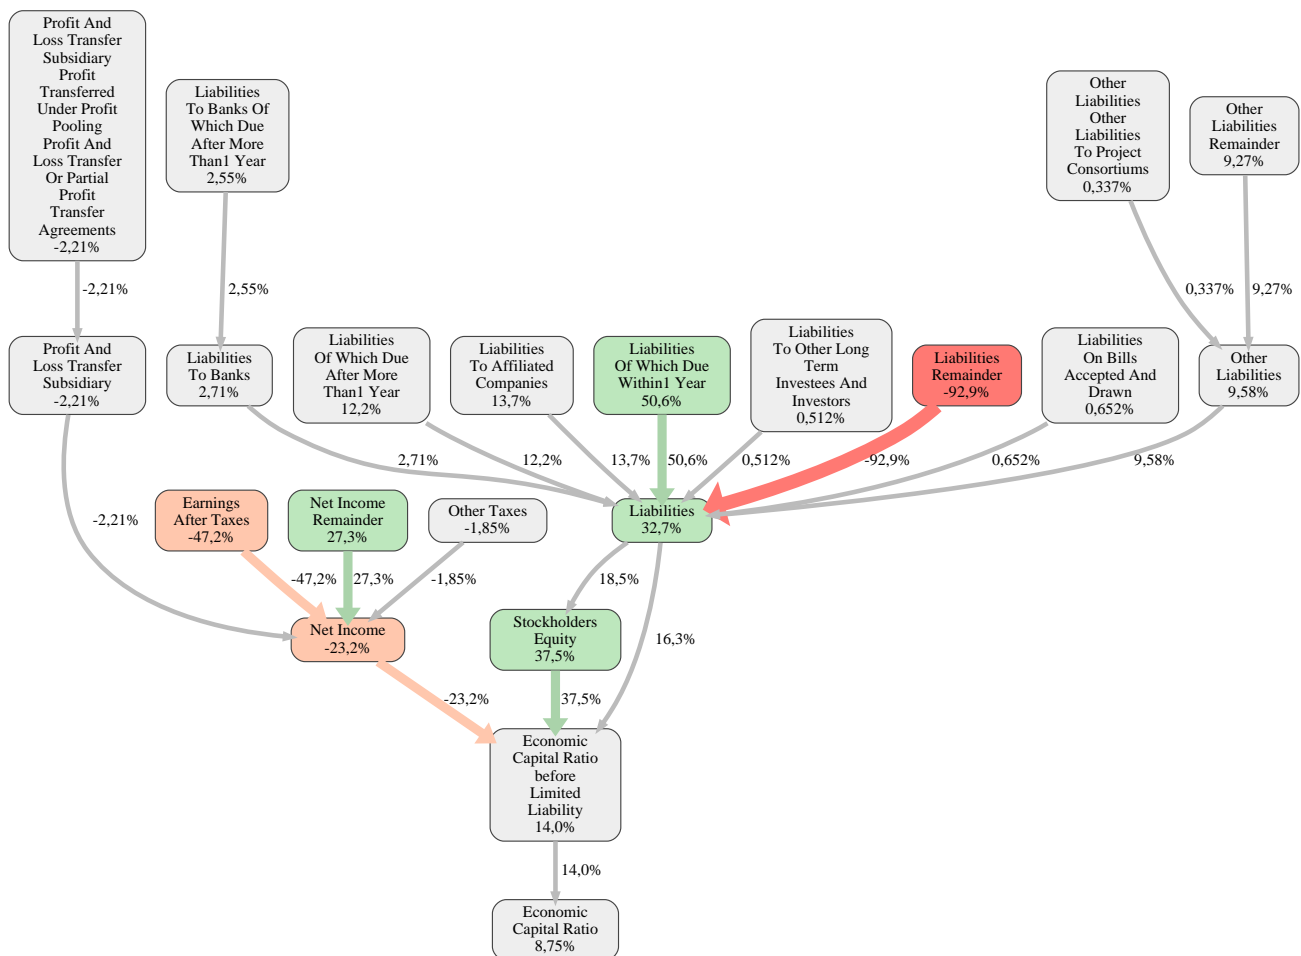 Profit And
Loss Transfer
Subsidiary
Profit
Transferred
Under Profit
Pooling
Profit And
Loss Transfer
Or Partial
Profit
Transfer
Agreements
-2,21%
Liabilities
To Banks Of
Which Due
After More
Than1 Year
2,55%
Other
Liabilities
Other
Liabilities
To Project
Consortiums
0,337%
Other
Liabilities
Remainder
9,27%
-2,21%
2,55%
0,337%
9,27%
Profit And
Loss Transfer
Subsidiary
-2,21%
Liabilities
To Banks
2,71%
Liabilities
Of Which Due
After More
Than1 Year
12,2%
Liabilities
To Affiliated
Companies
13,7%
Liabilities
Of Which Due
Within1 Year
50,6%
Liabilities
To Other Long
Term
Investees And
Investors
0,512%
Liabilities
Remainder
-92,9%
Liabilities
On Bills
Accepted And
Drawn
0,652%
Other
Liabilities
9,58%
2,71%
12,2%
13,7%
50,6%
0,512%
-92,9%
0,652%
9,58%
-2,21%
Earnings
After Taxes
-47,2%
Net Income
Remainder
27,3%
Other Taxes
-1,85%
Liabilities
32,7%
-47,2%
27,3%
-1,85%
18,5%
16,3%
Net Income
-23,2%
Stockholders
Equity
37,5%
-23,2%
37,5%
Economic
Capital Ratio
before
Limited
Liability
14,0%
14,0%
Economic
Capital Ratio
8,75%